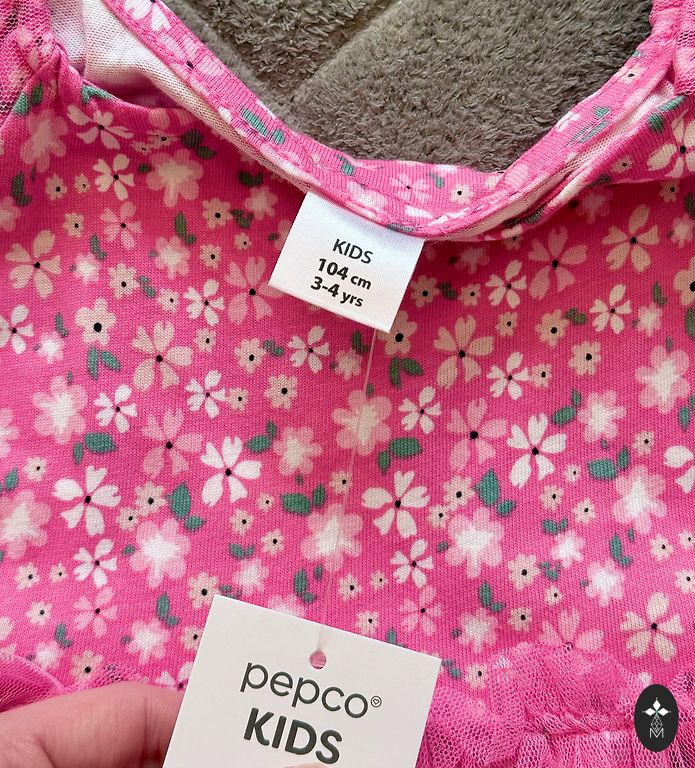 KIDS
104 cm
3-4 yrs
pepco
KIDS